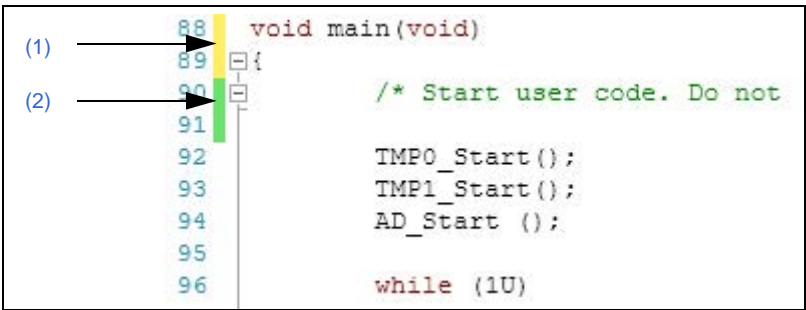 88 void main(void)
(1)
89 {
(2)
90 /* Start user code. Do not
91
92 TMP0_Start();
93 TMP1_Start();
94 AD_Start ();
95
96 while (1U)